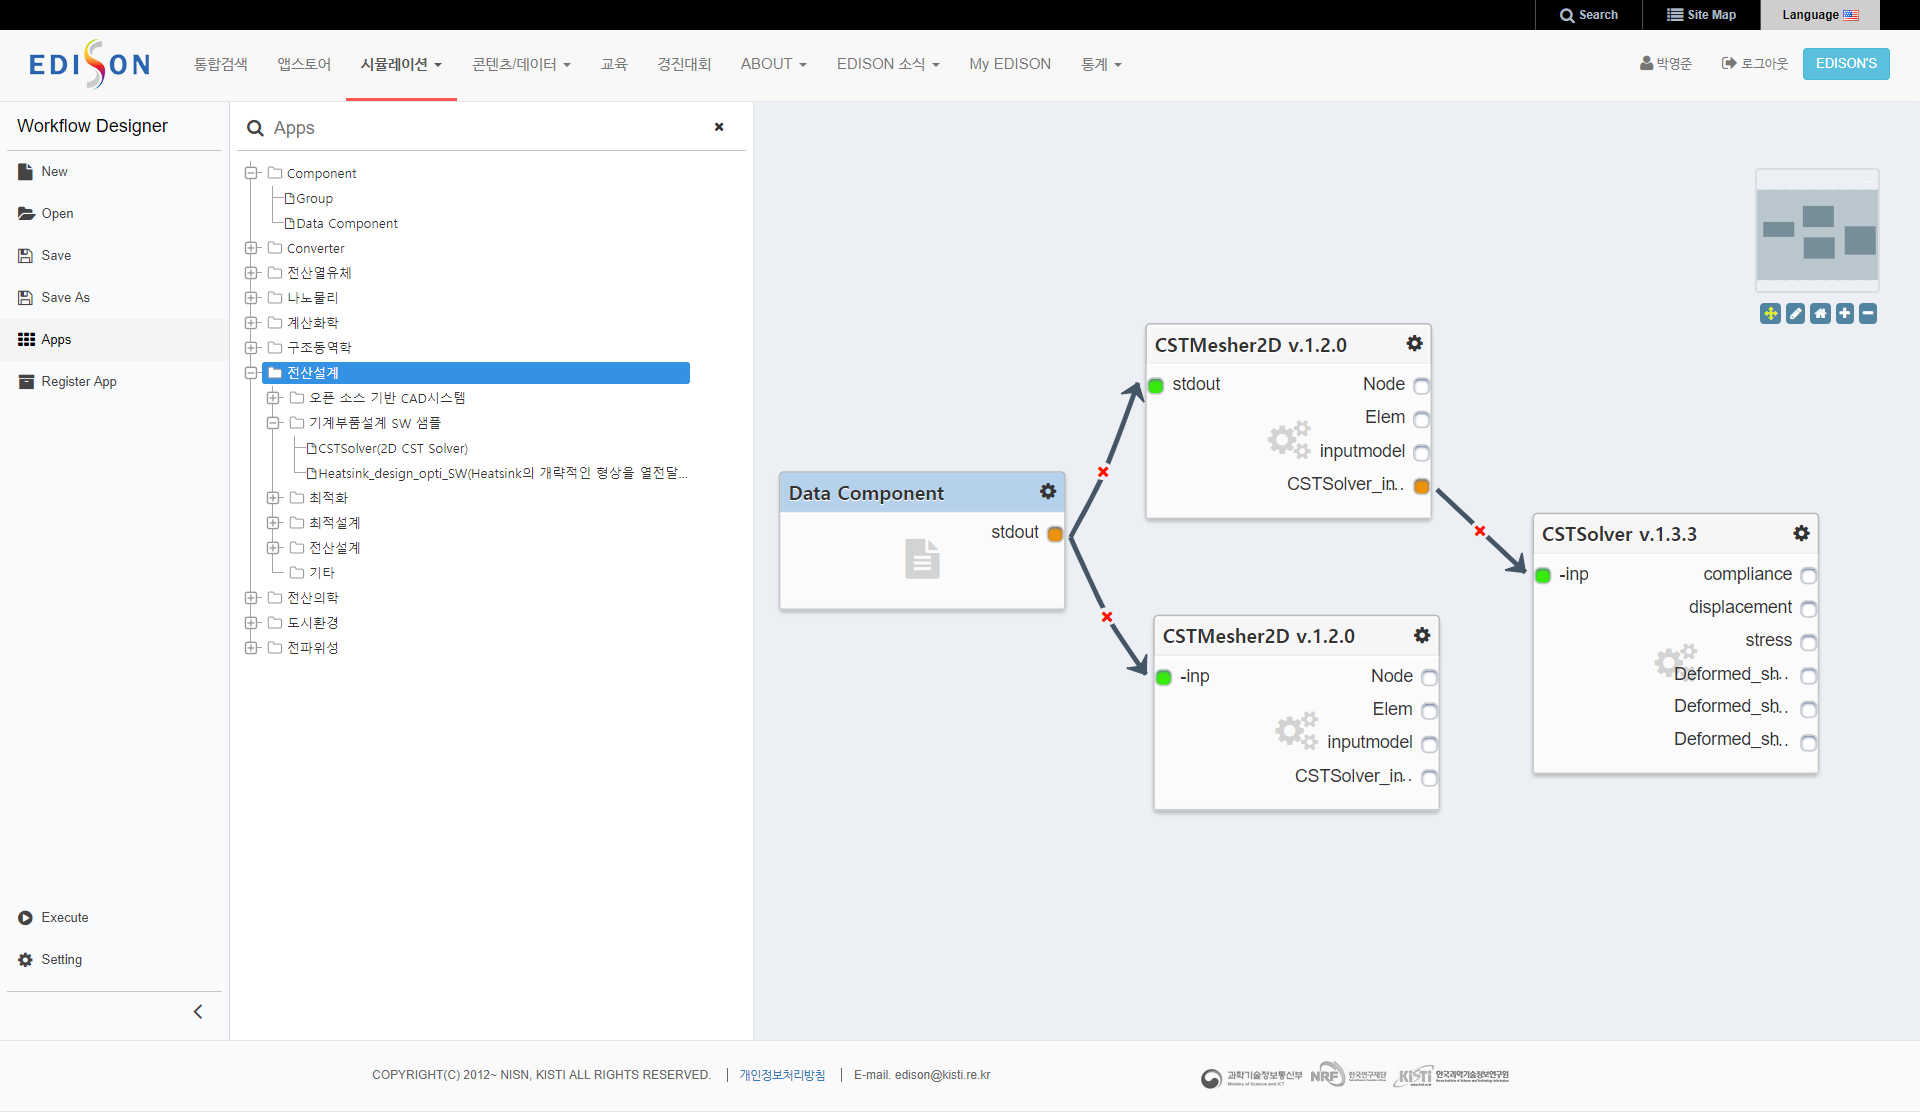 Search
Site Map
Language
EDISON
통합검색
앱스토어
시뮬레이션
콘텐츠/데이터
교육
경진대회
ABOUT
EDISON 소식
My EDISON
통계
박영준
로그아웃
EDISON'S
Workflow Designer
New
Open
Save
Save As
Apps
Register App
Execute
Setting
Apps
Component
Group
Data Component
Converter
전산열유체
나노물리
계산화학
구조동역학
전산설계
오픈 소스 기반 CAD시스템
기계부품설계 SW 샘플
CSTSolver(2D CST Solver)
Heatsink_design_opti_SW(Heatsink의 개략적인 형상을 열전달...
최적화
최적설계
전산설계
기타
전산의학
도시환경
전파위성
Data Component
stdout
CSTMesher2D v.1.2.0
stdout
Node
Elem
inputmodel
CSTSolver_in..
CSTMesher2D v.1.2.0
-inp
Node
Elem
inputmodel
CSTSolver_in..
CSTSolver v.1.3.3
-inp
compliance
displacement
stress
Deformed_sh..
Deformed_sh..
Deformed_sh..
COPYRIGHT(C) 2012~ NISN, KISTI ALL RIGHTS RESERVED.
개인정보처리방침
E-mail. edison@kisti.re.kr
과학기술정보통신부
Ministry of Science and ICT
NRF 한국연구재단
KISTI 한국과학기술정보연구원